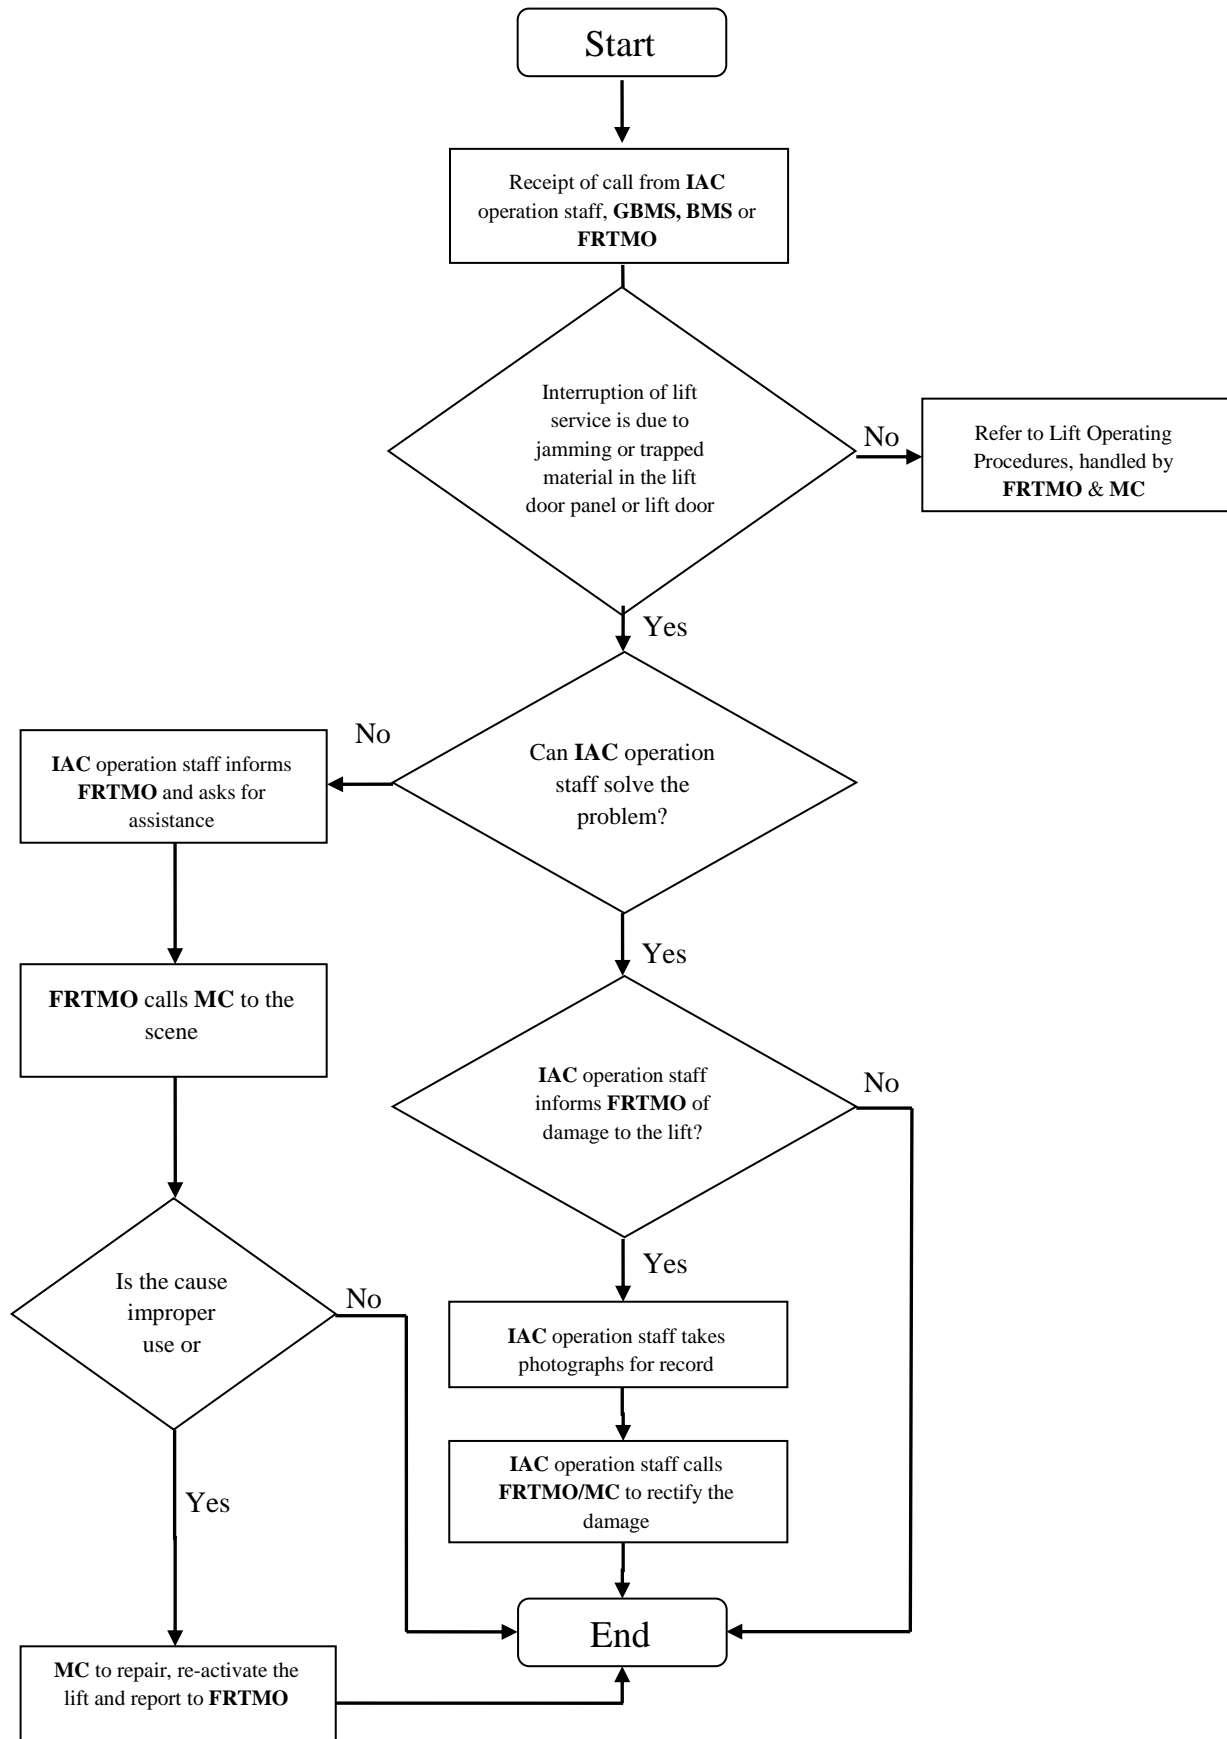 Start
Receipt of call from IAC
operation staff, GBMS, BMS or
FRTMO
Interruption of lift
service is due to
jamming or trapped
material in the lift
door panel or lift door
No
Refer to Lift Operating
Procedures, handled by
FRTMO & MC
Yes
Can IAC operation
staff solve the
problem?
No
IAC operation staff informs
FRTMO and asks for
assistance
Yes
FRTMO calls MC to the
scene
IAC operation staff
informs FRTMO of
damage to the lift?
No
Yes
Is the cause
improper
use or
No
IAC operation staff takes
photographs for record
IAC operation staff calls
FRTMO/MC to rectify the
damage
Yes
End
MC to repair, re-activate the
lift and report to FRTMO